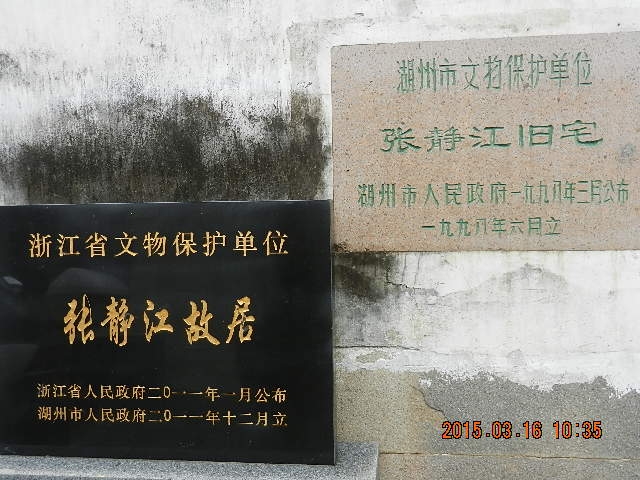 湖州市文物保护单位
张静江旧宅
湖州市人民政府一九九八年三月公布
一九九八年六月立
浙江省文物保护单位
张静江故居
浙江省人民政府二0一一年一月公布
湖州市人民政府二0一一年十二月立
2015.03.16 10:35